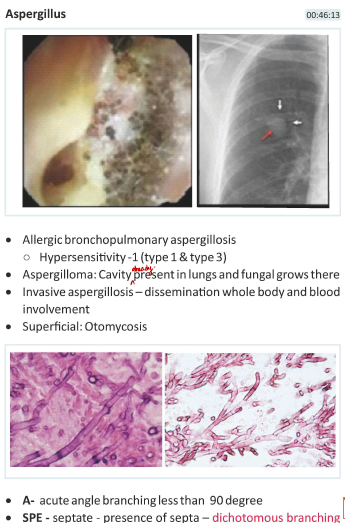 Aspergillus
00:46:13
• Allergic bronchopulmonary aspergillosis
○ Hypersensitivity -1 (type 1 & type 3)
• Aspergilloma: Cavity already present in lungs and fungal grows there
• Invasive aspergillosis – dissemination whole body and blood
involvement
• Superficial: Otomycosis
• A- acute angle branching less than 90 degree
• SPE - septate - presence of septa – dichotomous branching